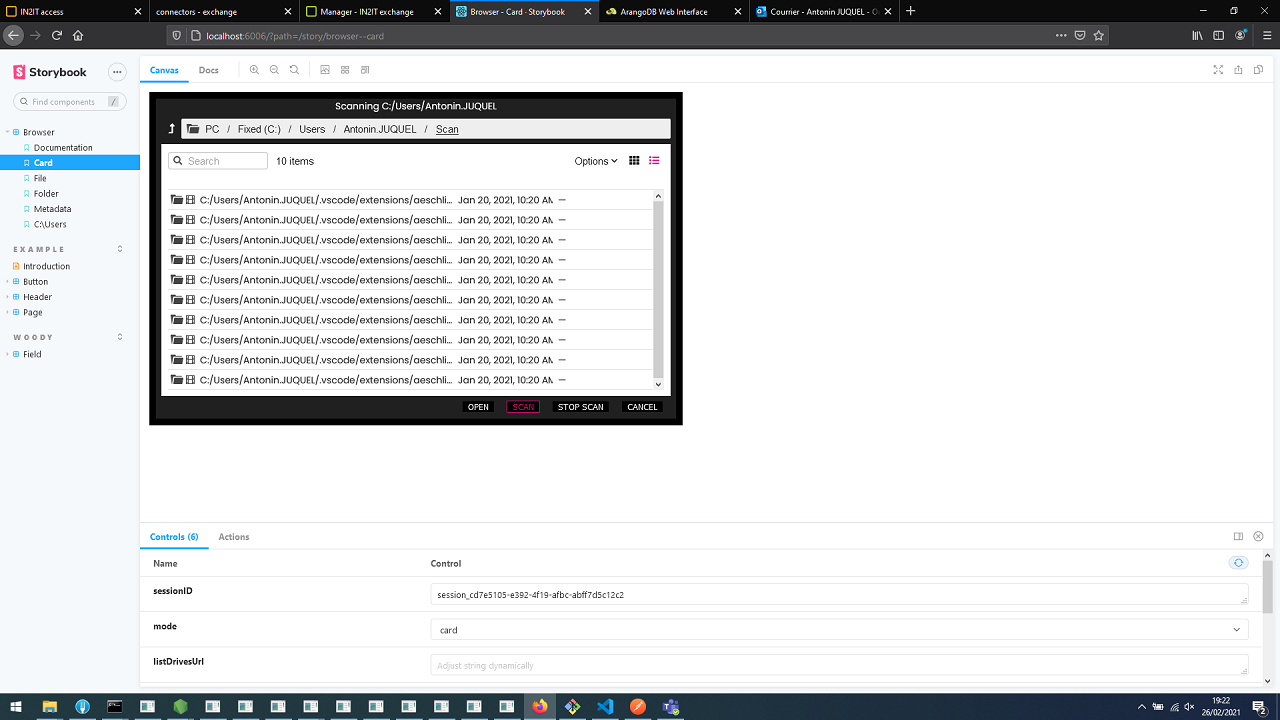 IN2IT access
connectors - exchange
Manager - IN2IT exchange
Browser - Card - Storybook
ArangoDB Web Interface
Courrier - Antonin JUQUEL - Ou
localhost:6006/?path=/story/browser--card
Storybook
Canvas
Docs
Find components
/
Browser
Documentation
Card
File
Folder
Metadata
C:\Users
EXAMPLE
Introduction
Button
Header
Page
WOODY
Field
Scanning C:/Users/Antonin.JUQUEL
PC / Fixed (C:) / Users / Antonin.JUQUEL / Scan
Search
10 items
Options
C:/Users/Antonin.JUQUEL/.vscode/extensions/aeschli... Jan 20, 2021, 10:20 AM —
C:/Users/Antonin.JUQUEL/.vscode/extensions/aeschli... Jan 20, 2021, 10:20 AM —
C:/Users/Antonin.JUQUEL/.vscode/extensions/aeschli... Jan 20, 2021, 10:20 AM —
C:/Users/Antonin.JUQUEL/.vscode/extensions/aeschli... Jan 20, 2021, 10:20 AM —
C:/Users/Antonin.JUQUEL/.vscode/extensions/aeschli... Jan 20, 2021, 10:20 AM —
C:/Users/Antonin.JUQUEL/.vscode/extensions/aeschli... Jan 20, 2021, 10:20 AM —
C:/Users/Antonin.JUQUEL/.vscode/extensions/aeschli... Jan 20, 2021, 10:20 AM —
C:/Users/Antonin.JUQUEL/.vscode/extensions/aeschli... Jan 20, 2021, 10:20 AM —
C:/Users/Antonin.JUQUEL/.vscode/extensions/aeschli... Jan 20, 2021, 10:20 AM —
C:/Users/Antonin.JUQUEL/.vscode/extensions/aeschli... Jan 20, 2021, 10:20 AM —
OPEN
SCAN
STOP SCAN
CANCEL
Controls (6)
Actions
Name
Control
sessionID
session_cd7e5105-e392-4f19-afbc-abff7d5c12c2
mode
card
listDrivesUrl
Adjust string dynamically
19:22
26/02/2021
2